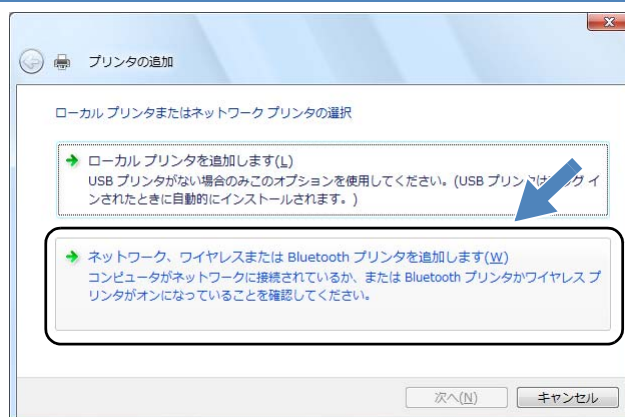 プリンタの追加
ローカル プリンタまたはネットワーク プリンタの選択
ローカル プリンタを追加します(L)
USB プリンタがない場合のみこのオプションを使用してください。(USB プリンタは グ イ
ンされたときに自動的にインストールされます。)
ネットワーク、ワイヤレスまたは Bluetooth プリンタを追加します(W)
コンピュータがネットワークに接続されているか、または Bluetooth プリンタかワイヤレス プ
リンタがオンになっていることを確認してください。
次へ(N) キャンセル